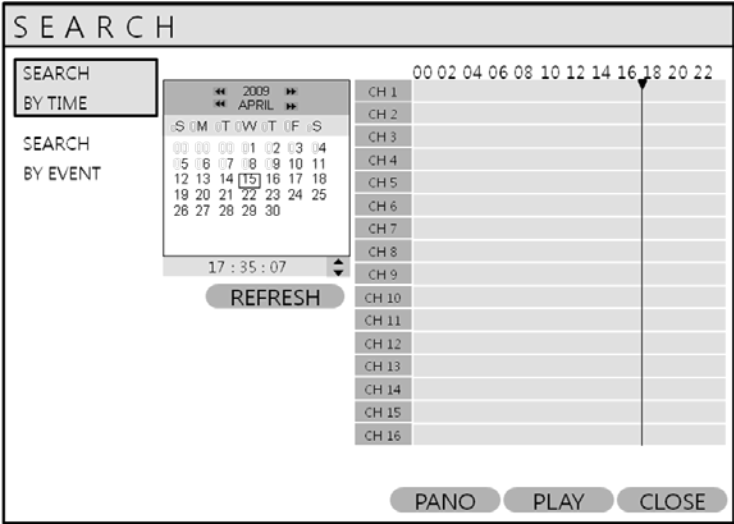 SEARCH
SEARCH
BY TIME
SEARCH
BY EVENT
2009
APRIL
S M T W T F S
00 00 00 01 02 03 04
05 06 07 08 09 10 11
12 13 14 15 16 17 18
19 20 21 22 23 24 25
26 27 28 29 30
17 : 35 : 07
REFRESH
00 02 04 06 08 10 12 14 16 18 20 22
CH 1
CH 2
CH 3
CH 4
CH 5
CH 6
CH 7
CH 8
CH 9
CH 10
CH 11
CH 12
CH 13
CH 14
CH 15
CH 16
PANO
PLAY
CLOSE